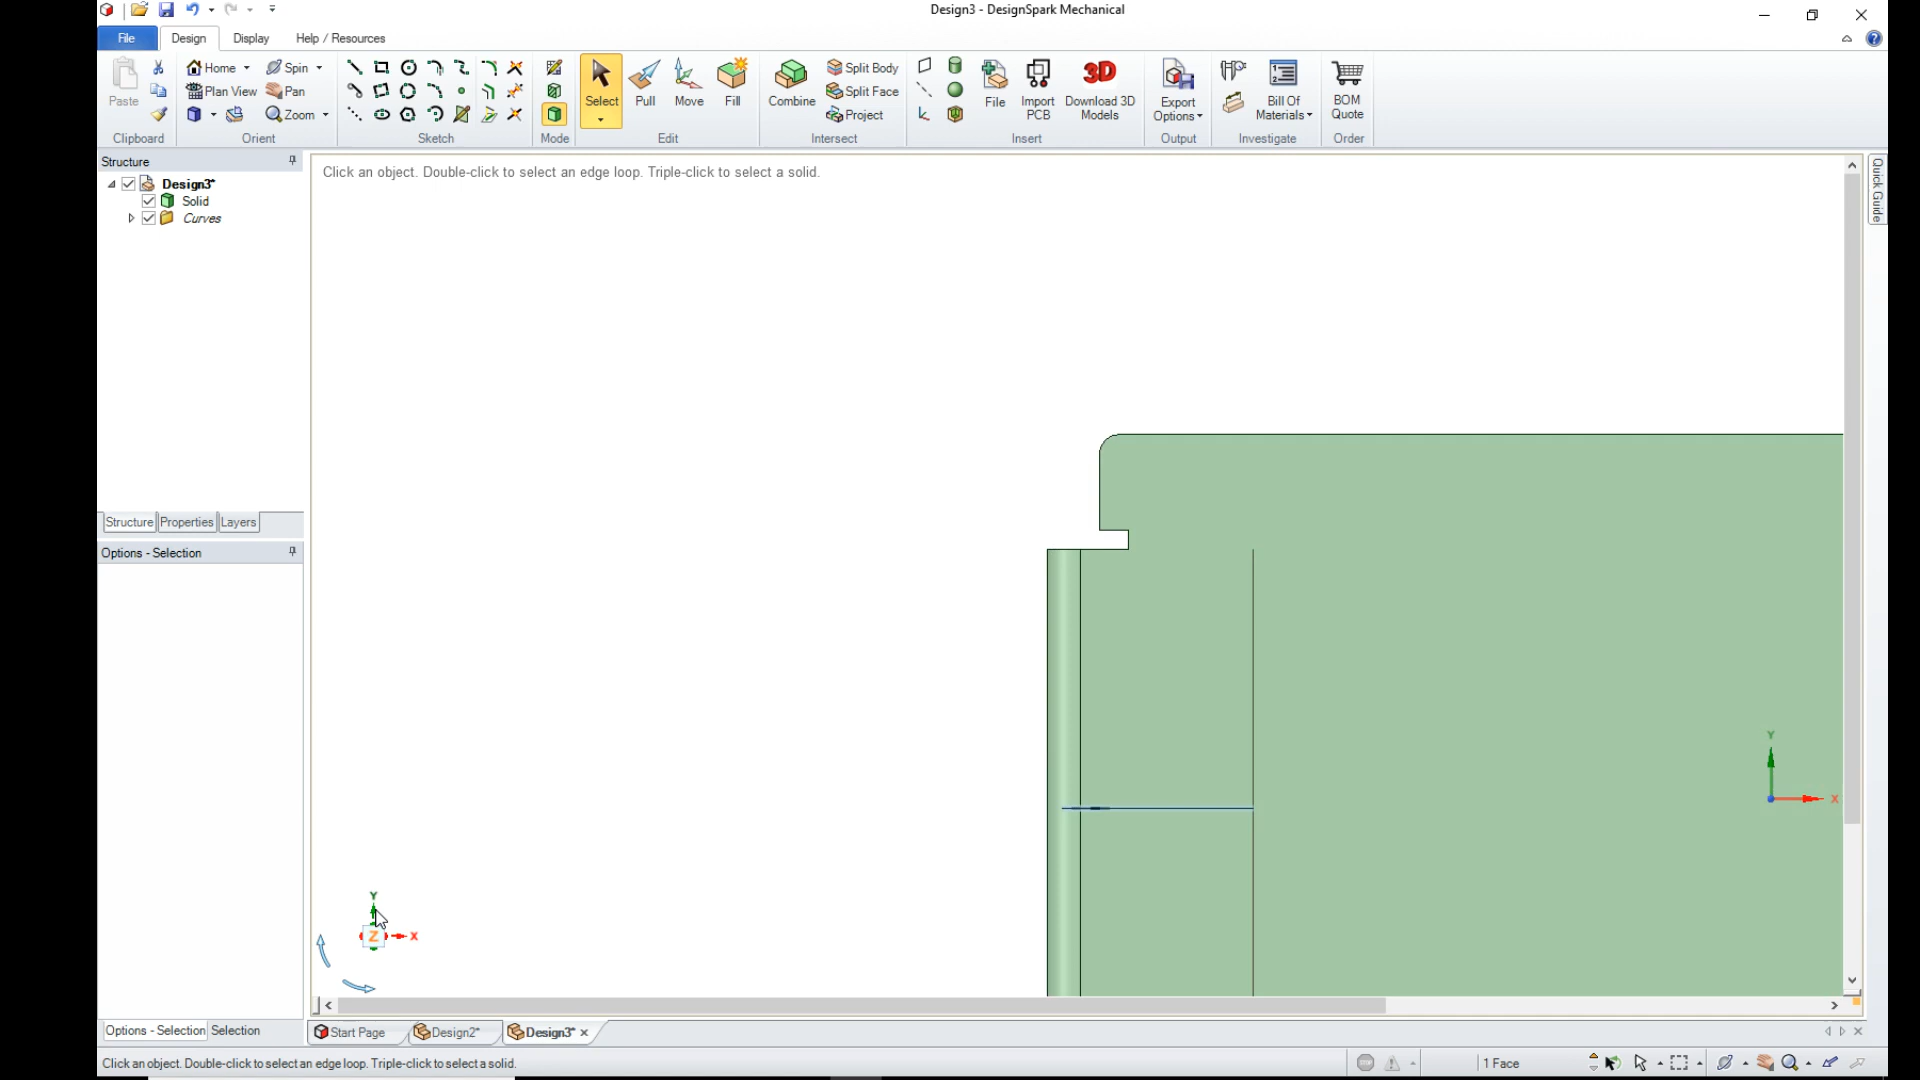 Design3 - DesignSpark Mechanical
File
Design
Display
Help / Resources
Paste
Clipboard
Home
Spin
Plan View
Pan
Zoom
Orient
Sketch
Mode
Select
Pull
Move
Fill
Edit
Combine
Split Body
Split Face
Project
Intersect
File
Import
PCB
Download 3D
Models
3D
Insert
Export
Options
Output
Bill Of
Materials
Investigate
BOM
Quote
Order
Structure
Design3*
Solid
Curves
Click an object. Double-click to select an edge loop. Triple-click to select a solid.
Quick Guide
Structure
Properties
Layers
Options - Selection
Y
X
Y
Z
X
Options - Selection
Selection
Start Page
Design2*
Design3*
Click an object. Double-click to select an edge loop. Triple-click to select a solid.
1 Face